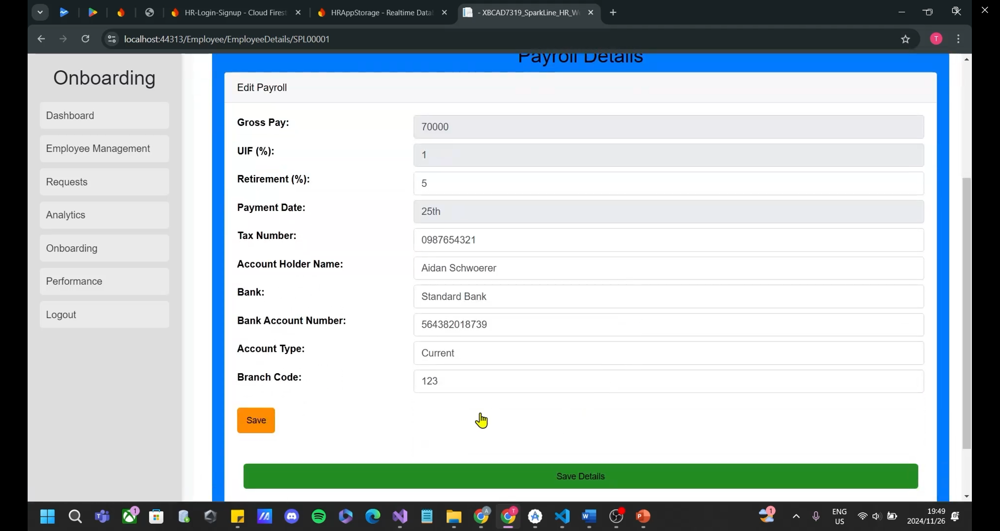 HR-Login-Signup - Cloud Firest
HRAppStorage - Realtime Datal
- XBCAD7319_SparkLine_HR_W
localhost:44313/Employee/EmployeeDetails/SPL00001
T
Onboarding
Dashboard
Employee Management
Requests
Analytics
Onboarding
Performance
Logout
Payroll Details
Edit Payroll
Gross Pay: 70000
UIF (%): 1
Retirement (%): 5
Payment Date: 25th
Tax Number: 0987654321
Account Holder Name: Aidan Schwoerer
Bank: Standard Bank
Bank Account Number: 564382018739
Account Type: Current
Branch Code: 123
Save
Save Details
1
A
T
1
ENG
US
19:49
2024/11/26